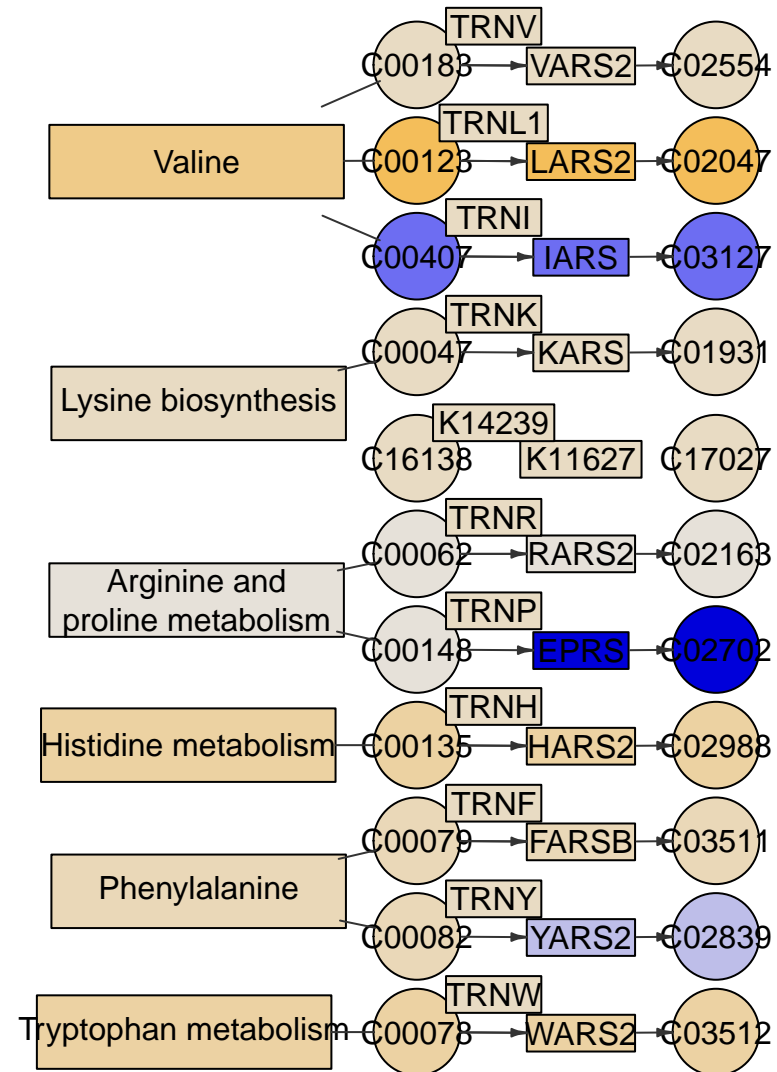 TRNV
C00183
VARS2
C02554
Valine
TRNL1
C00123
LARS2
C02047
TRNI
C00407
IARS
C03127
TRNK
C00047
KARS
C01931
Lysine biosynthesis
K14239
C16138
K11627
C17027
TRNR
C00062
RARS2
C02163
Arginine and
proline metabolism
TRNP
C00148
EPRS
C02702
TRNH
Histidine metabolism
C00135
HARS2
C02988
TRNF
C00079
FARSB
C03511
Phenylalanine
TRNY
C00082
YARS2
C02839
TRNW
Tryptophan metabolism
C00078
WARS2
C03512